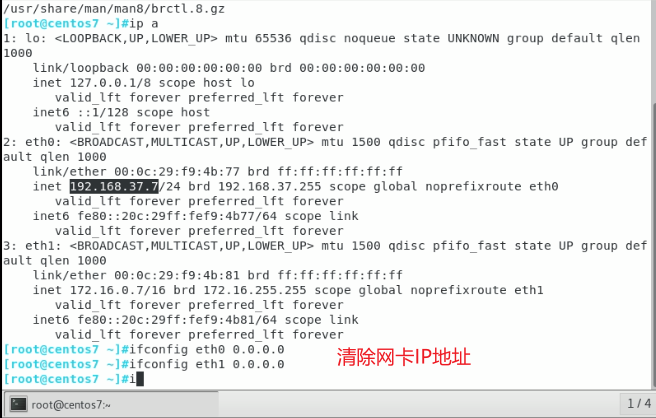 /usr/share/man/man8/brctl.8.gz
[root@centos7 ~]#ip a
1: lo: <LOOPBACK,UP,LOWER_UP> mtu 65536 qdisc noqueue state UNKNOWN group default qlen
1000
link/loopback 00:00:00:00:00:00 brd 00:00:00:00:00:00
inet 127.0.0.1/8 scope host lo
valid_lft forever preferred_lft forever
inet6 ::1/128 scope host
valid_lft forever preferred_lft forever
2: eth0: <BROADCAST,MULTICAST,UP,LOWER_UP> mtu 1500 qdisc pfifo_fast state UP group def
ault qlen 1000
link/ether 00:0c:29:f9:4b:77 brd ff:ff:ff:ff:ff:ff
inet 192.168.37.7/24 brd 192.168.37.255 scope global noprefixroute eth0
valid_lft forever preferred_lft forever
inet6 fe80::20c:29ff:fef9:4b77/64 scope link
valid_lft forever preferred_lft forever
3: eth1: <BROADCAST,MULTICAST,UP,LOWER_UP> mtu 1500 qdisc pfifo_fast state UP group def
ault qlen 1000
link/ether 00:0c:29:f9:4b:81 brd ff:ff:ff:ff:ff:ff
inet 172.16.0.7/16 brd 172.16.255.255 scope global noprefixroute eth1
valid_lft forever preferred_lft forever
inet6 fe80::20c:29ff:fef9:4b81/64 scope link
valid_lft forever preferred_lft forever
[root@centos7 ~]#ifconfig eth0 0.0.0.0
清除网卡IP地址
[root@centos7 ~]#ifconfig eth1 0.0.0.0
[root@centos7 ~]#i
root@centos7:~
1 / 4